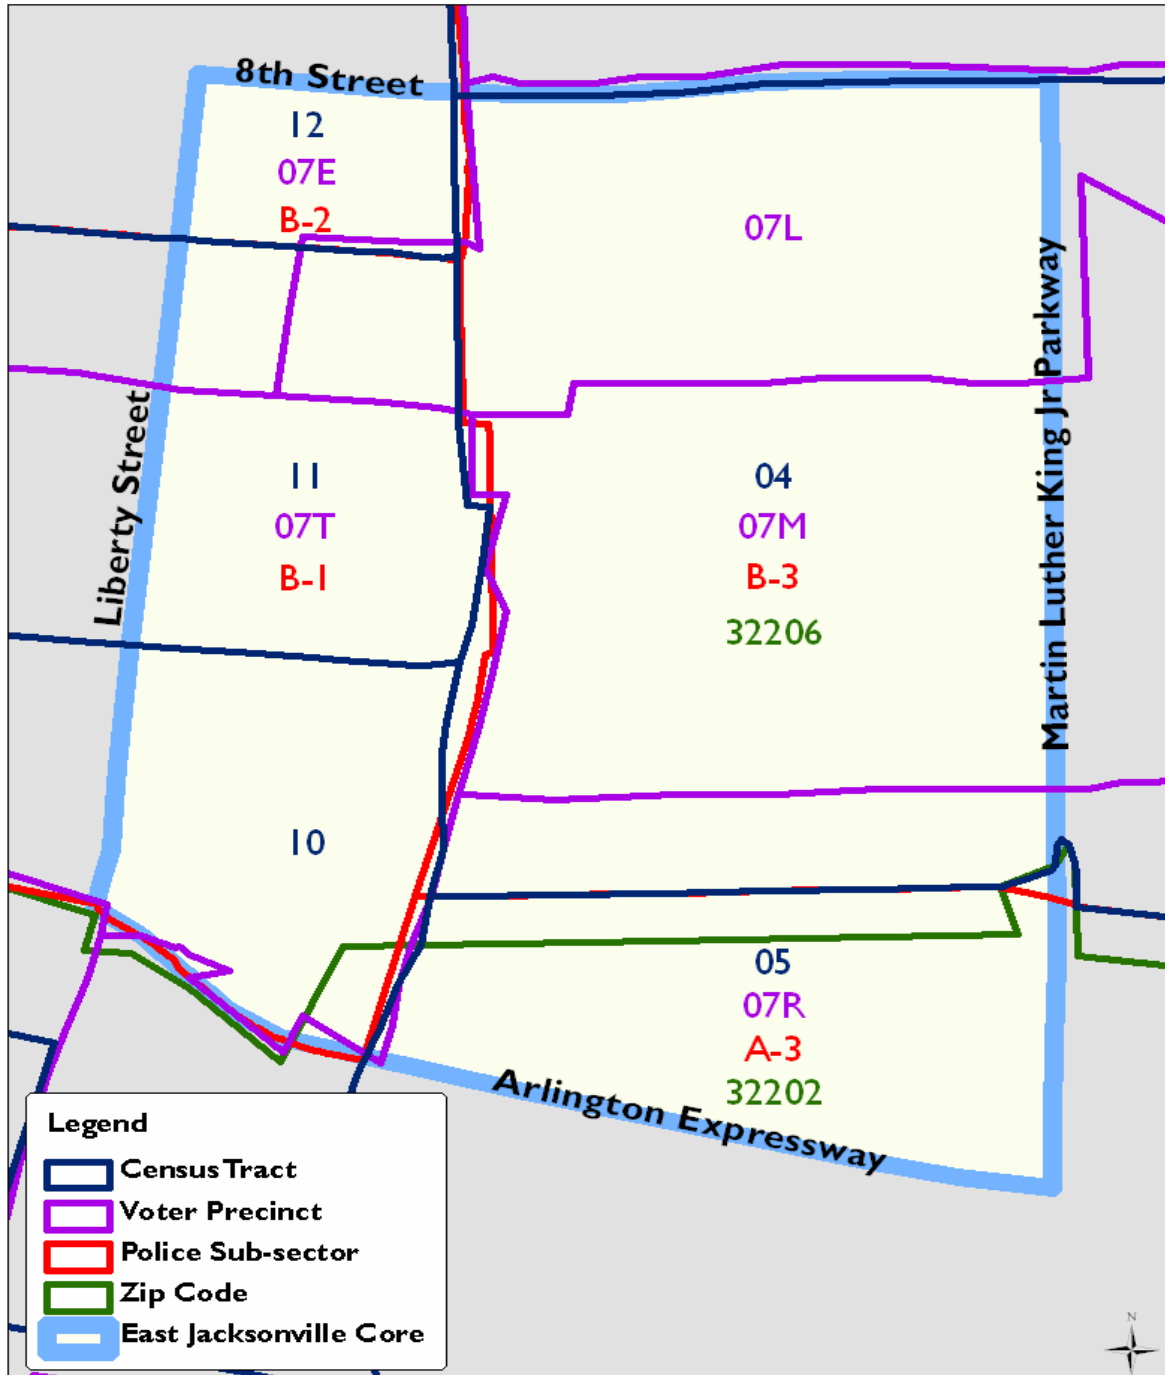 8th Street
12
07E
B-2
07L
Liberty Street
11
07T
B-1
04
07M
B-3
32206
Martin Luther King Jr Parkway
10
05
07R
A-3
32202
Arlington Expressway
Legend
Census Tract
Voter Precinct
Police Sub-sector
Zip Code
East Jacksonville Core
N